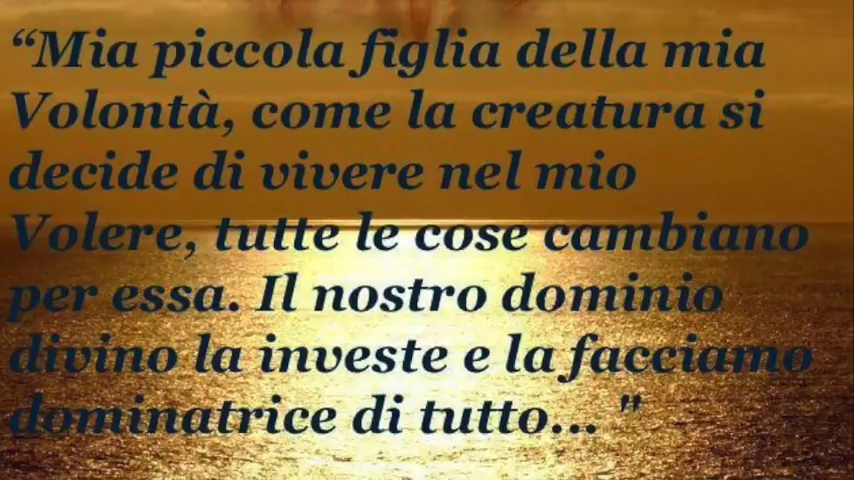 “Mia piccola figlia della mia
Volontà, come la creatura si
decide di vivere nel mio
Volere, tutte le cose cambiano
per essa. Il nostro dominio
divino la investe e la facciamo
dominatrice di tutto... "